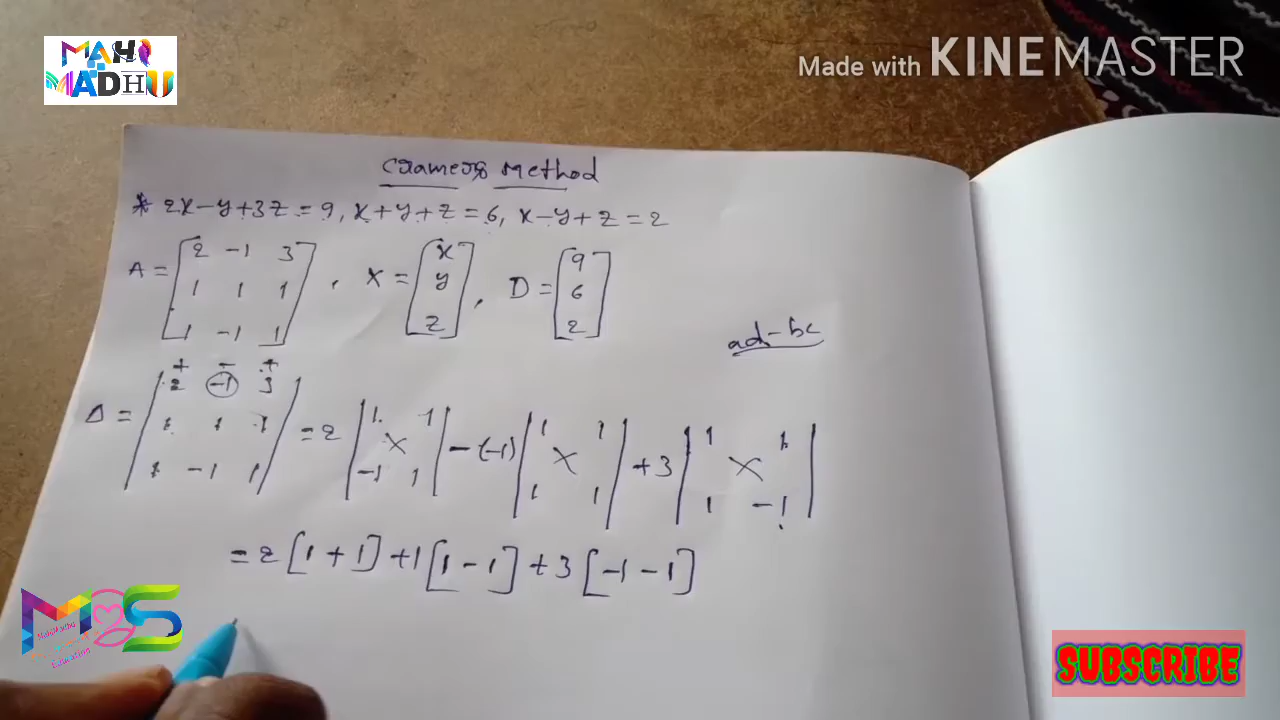 MAHI
MADHU
Made with KINEMASTER
Cramers Method
* 2x-y+3z=9, x+y+z=6, x-y+z=2
A = [2 -1 3
1 1 1
1 -1 1], X = [x
y
z], D = [9
6
2]
ad-bc
+ - +
Δ = |2 -1 3
1 1 1
1 -1 1| = 2 |1 1
-1 1| -(-1) |1 1
1 1| +3 |1 1
1 -1|
= 2[1+1]+1[1-1]+3[-1-1]
MS
MahiMadhu
Education
SUBSCRIBE